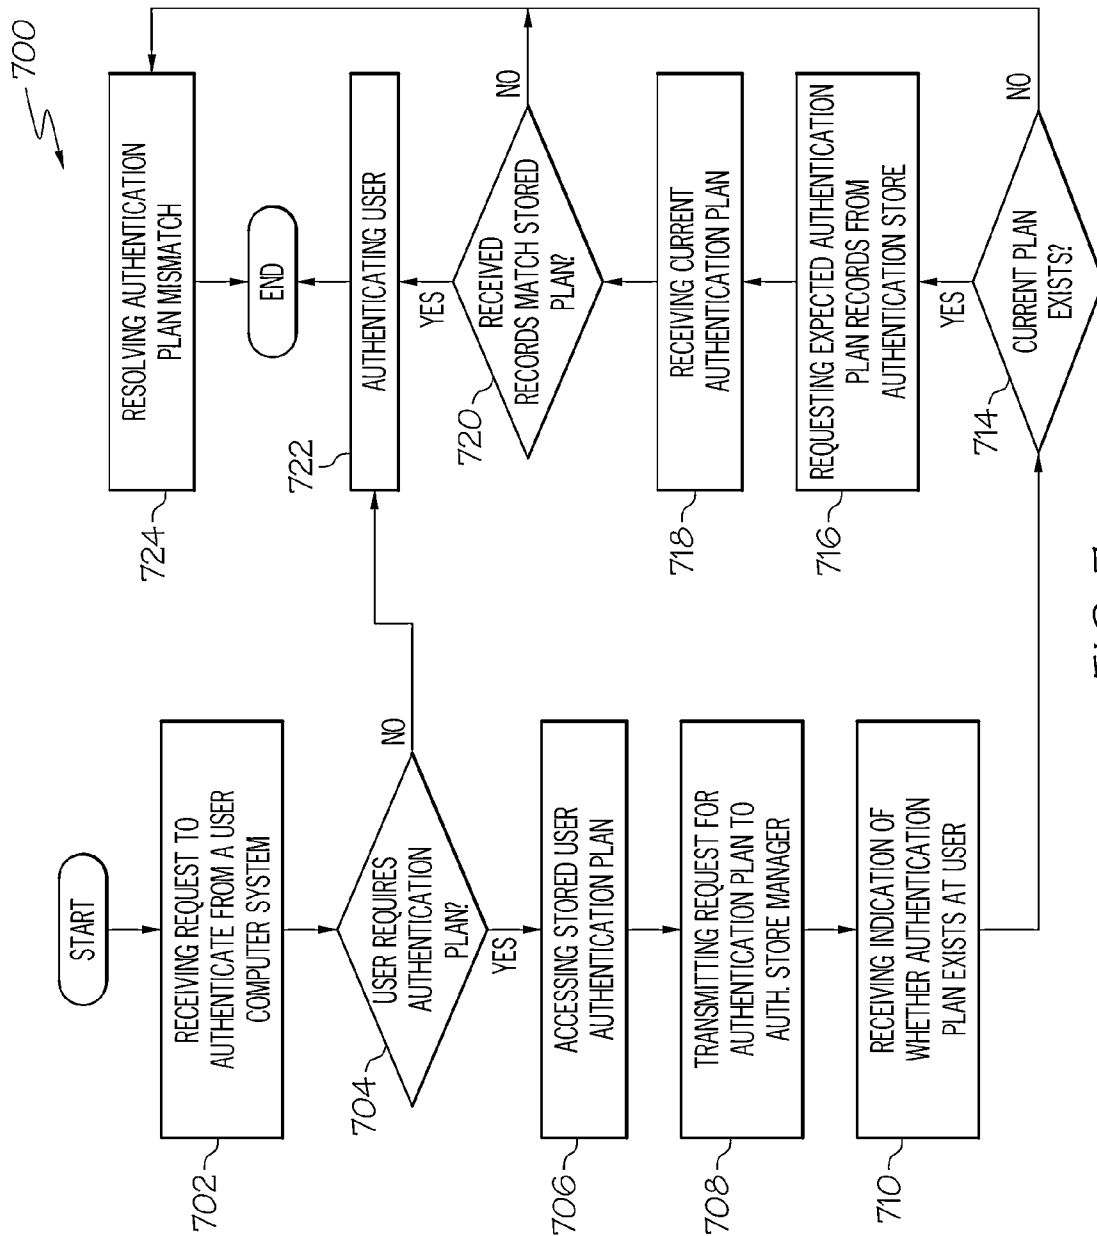 700
START
RECEIVING REQUEST TO
AUTHENTICATE FROM A USER
COMPUTER SYSTEM
702
USER REQUIRES
AUTHENTICATION
PLAN?
704
NO
YES
ACCESSING STORED USER
AUTHENTICATION PLAN
706
TRANSMITTING REQUEST FOR
AUTHENTICATION PLAN TO
AUTH. STORE MANAGER
708
RECEIVING INDICATION OF
WHETHER AUTHENTICATION
PLAN EXISTS AT USER
710
CURRENT PLAN
EXISTS?
714
NO
YES
REQUESTING EXPECTED AUTHENTICATION
PLAN RECORDS FROM
AUTHENTICATION STORE
716
RECEIVING CURRENT
AUTHENTICATION PLAN
718
RECEIVED
RECORDS MATCH STORED
PLAN?
720
NO
YES
AUTHENTICATING USER
722
END
RESOLVING AUTHENTICATION
PLAN MISMATCH
724